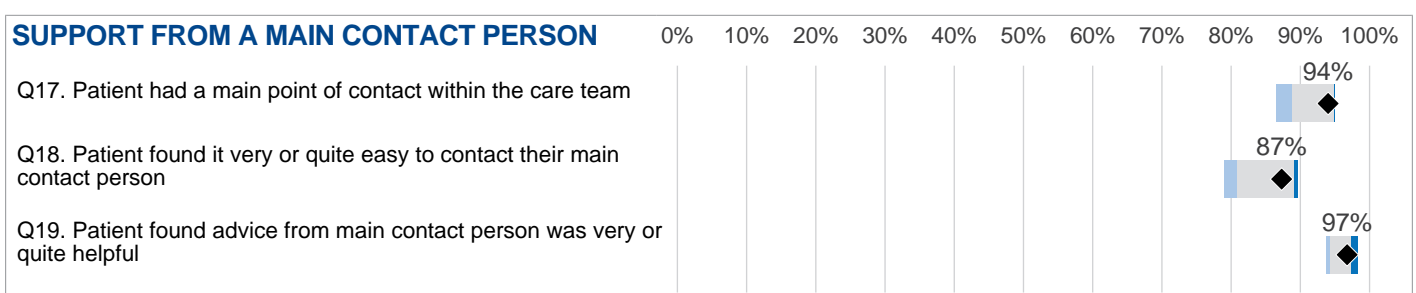 SUPPORT FROM A MAIN CONTACT PERSON 0% 10% 20% 30% 40% 50% 60% 70% 80% 90% 100%
Q17. Patient had a main point of contact within the care team 94%
Q18. Patient found it very or quite easy to contact their main
contact person
87%
Q19. Patient found advice from main contact person was very or
quite helpful
97%